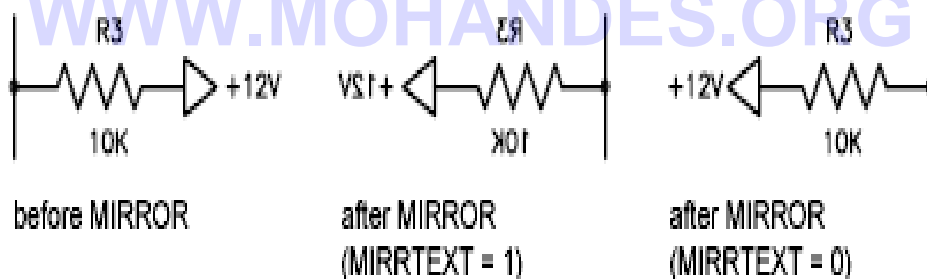 WWW.MOHANDES.ORG
R3
+12V
10K
before MIRROR
R3
+12V
10K
after MIRROR
(MIRRTEXT = 1)
R3
+12V
10K
after MIRROR
(MIRRTEXT = 0)